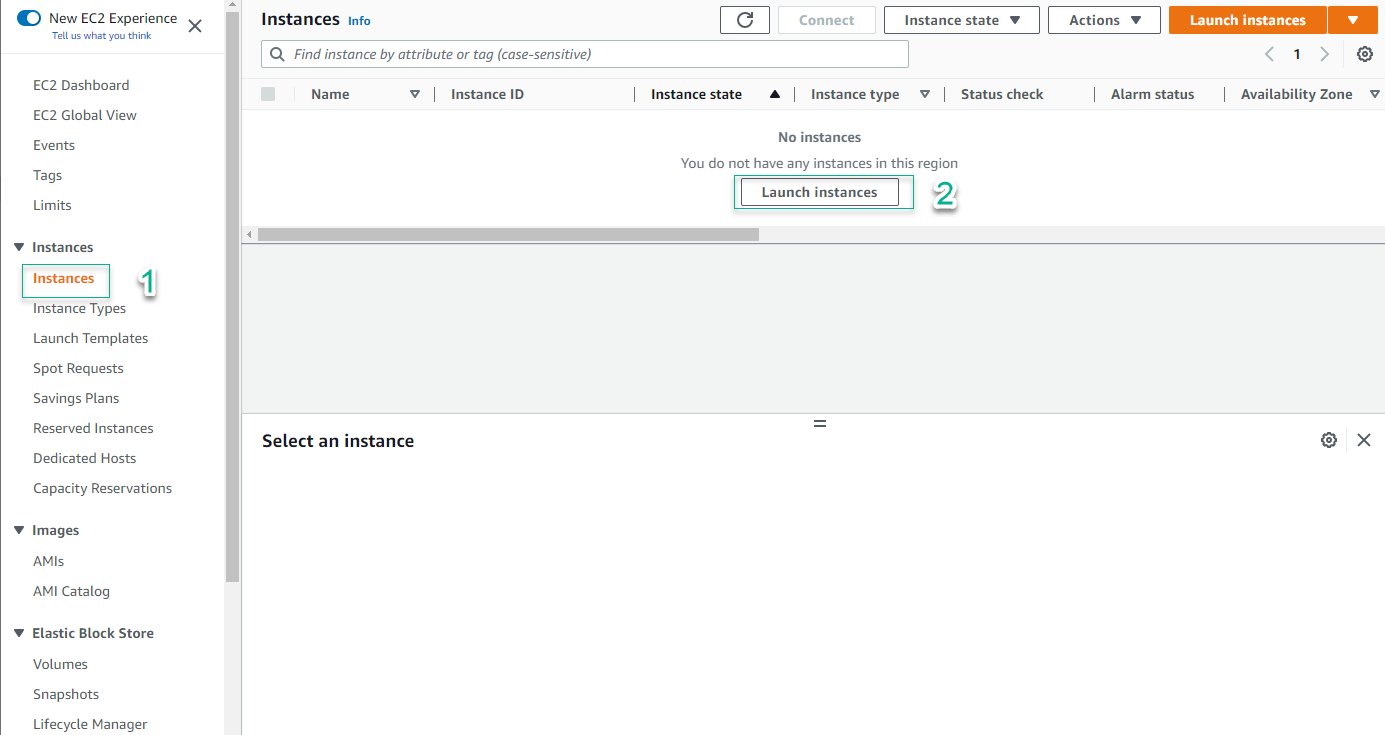 New EC2 Experience
Tell us what you think
EC2 Dashboard
EC2 Global View
Events
Tags
Limits
Instances
Instances
1
Instance Types
Launch Templates
Spot Requests
Savings Plans
Reserved Instances
Dedicated Hosts
Capacity Reservations
Images
AMIs
AMI Catalog
Elastic Block Store
Volumes
Snapshots
Lifecycle Manager
Instances Info
Connect
Instance state
Actions
Launch instances
Find instance by attribute or tag (case-sensitive)
1
Name Instance ID Instance state Instance type Status check Alarm status Availability Zone
No instances
You do not have any instances in this region
Launch instances
2
Select an instance